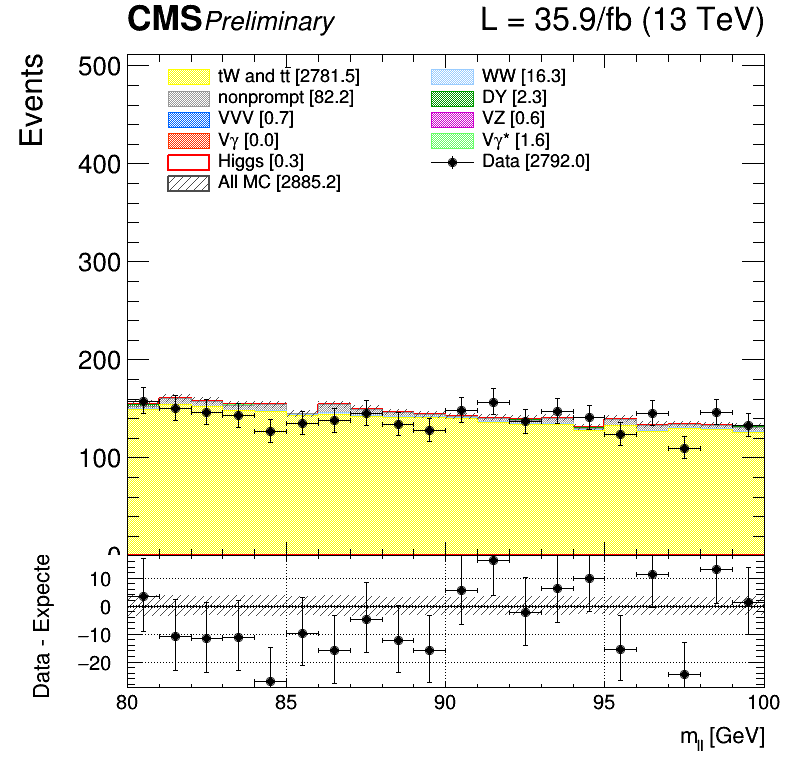 CMS Preliminary L = 35.9/fb (13 TeV)
Events
500
400
300
200
100
0
tW and tt̄ [2781.5]
nonprompt [82.2]
VVV [0.7]
Vγ [0.0]
Higgs [0.3]
All MC [2885.2]
WW [16.3]
DY [2.3]
VZ [0.6]
Vγ* [1.6]
Data [2792.0]
Data - Expecte
10
0
−10
−20
80 85 90 95 100
m_ll [GeV]